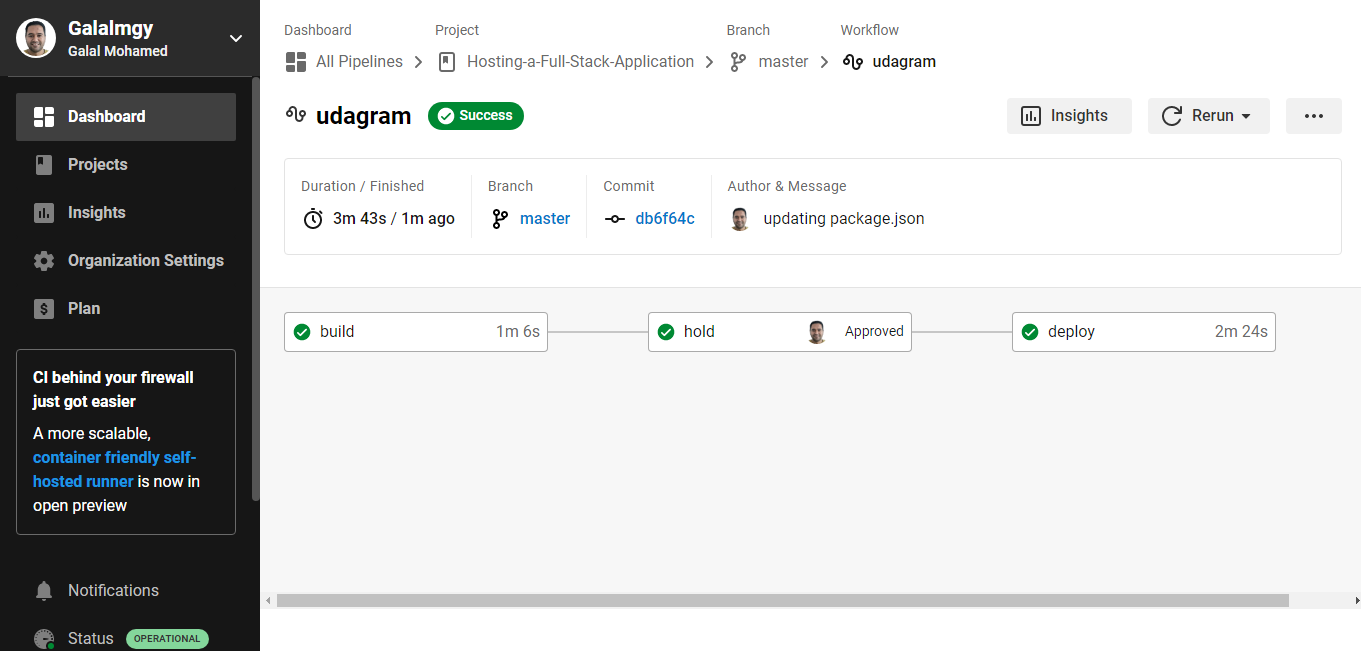 Galalmgy
Galal Mohamed
Dashboard
Projects
Insights
Organization Settings
Plan
CI behind your firewall
just got easier
A more scalable,
container friendly self-
hosted runner is now in
open preview
Notifications
Status OPERATIONAL
Dashboard Project Branch Workflow
All Pipelines Hosting-a-Full-Stack-Application master udagram
udagram Success Insights Rerun
Duration / Finished Branch Commit Author & Message
3m 43s / 1m ago master db6f64c updating package.json
build 1m 6s hold Approved deploy 2m 24s